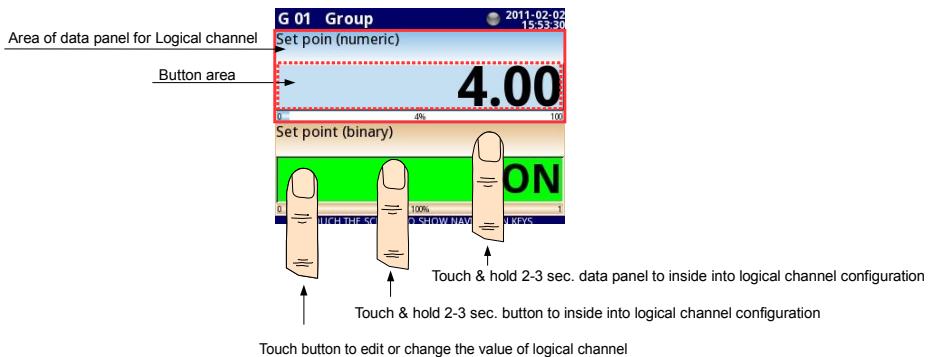 G 01 Group
2011-02-02
15:53:30
Area of data panel for Logical channel
Set poin (numeric)
Button area
4.00
0 4% 100
Set point (binary)
ON
0 100% 1
THE SHOW
Touch & hold 2-3 sec. data panel to inside into logical channel configuration
Touch & hold 2-3 sec. button to inside into logical channel configuration
Touch button to edit or change the value of logical channel